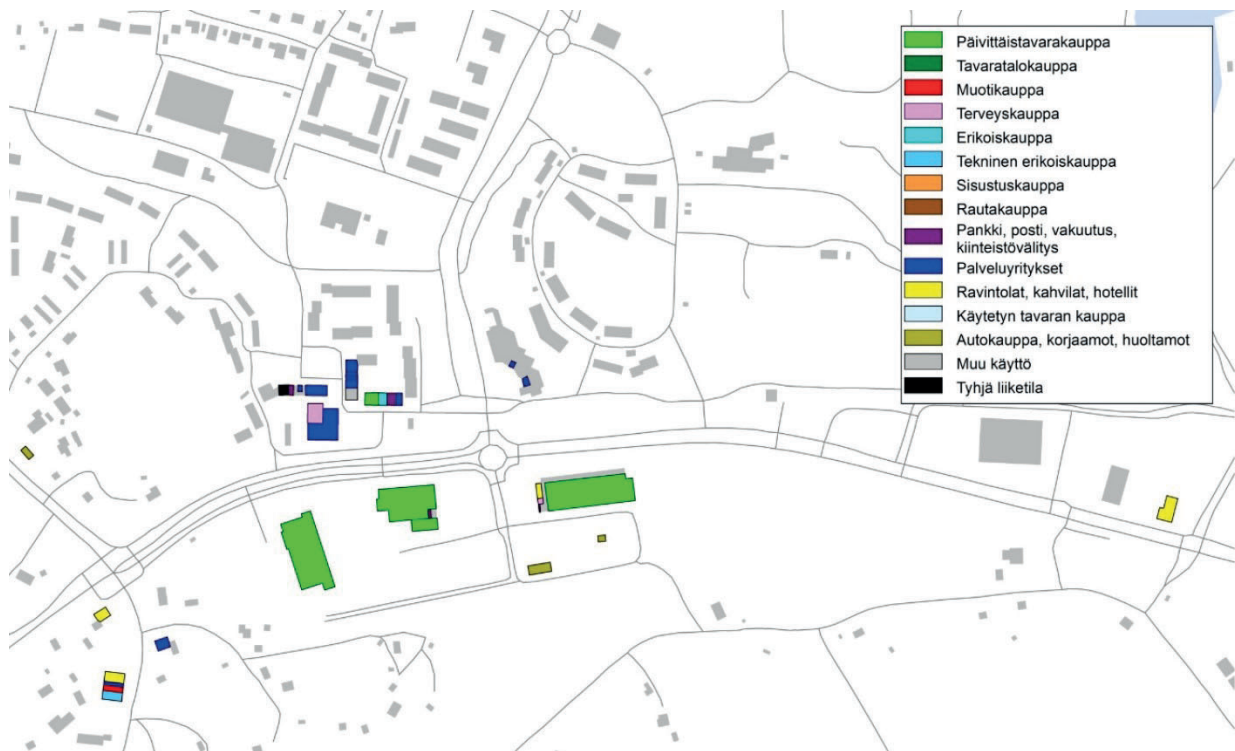 Päivittäistavarakauppa
Tavaratalokauppa
Muotikauppa
Terveyskauppa
Erikoiskauppa
Tekninen erikoiskauppa
Sisustuskauppa
Rautakauppa
Pankki, posti, vakuutus,
kiinteistövälitys
Palveluyritykset
Ravintolat, kahvilat, hotellit
Käytetyn tavaran kauppa
Autokauppa, korjaamot, huoltamot
Muu käyttö
Tyhjä liiketila